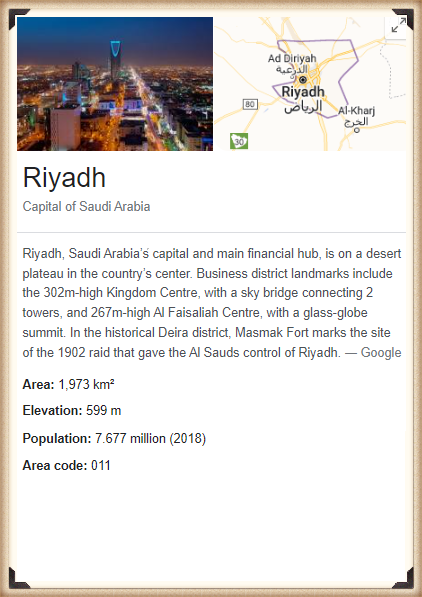 Ad Diriyah
الدرعية
Riyadh
الرياض
80
Al-Kharj
الخرج
30
Riyadh
Capital of Saudi Arabia
Riyadh, Saudi Arabia’s capital and main financial hub, is on a desert
plateau in the country’s center. Business district landmarks include
the 302m-high Kingdom Centre, with a sky bridge connecting 2
towers, and 267m-high Al Faisaliah Centre, with a glass-globe
summit. In the historical Deira district, Masmak Fort marks the site
of the 1902 raid that gave the Al Sauds control of Riyadh. — Google
Area: 1,973 km²
Elevation: 599 m
Population: 7.677 million (2018)
Area code: 011